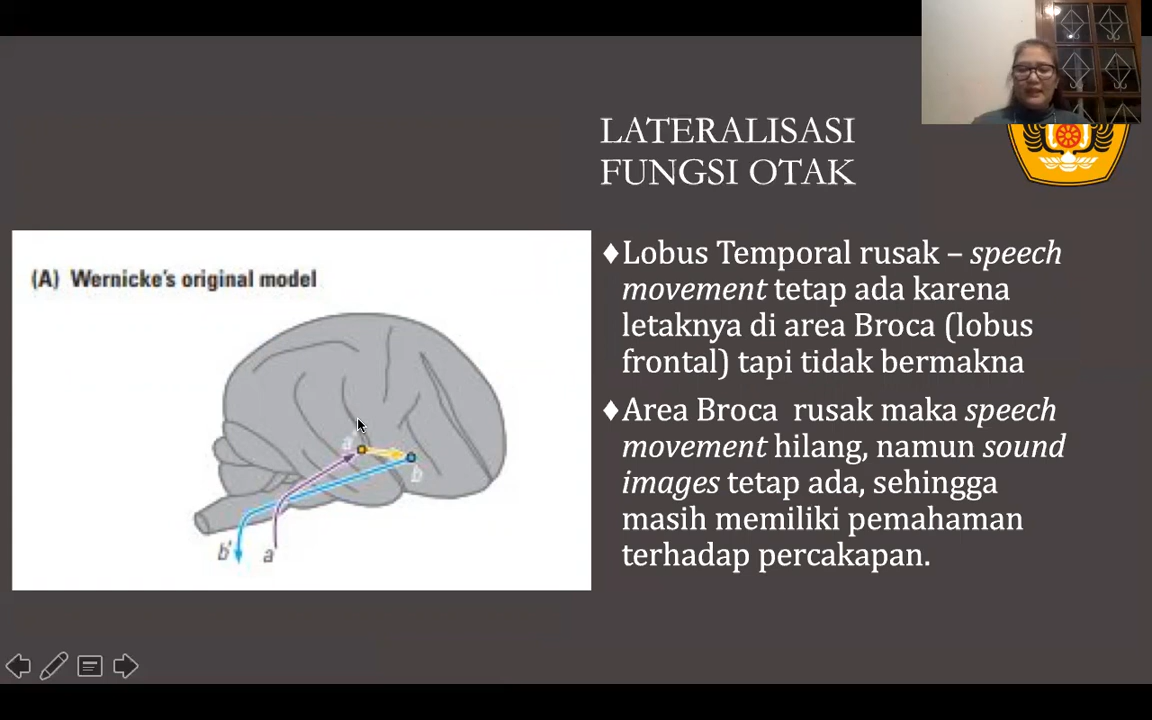 LATERALISASI
FUNGSI OTAK
(A) Wernicke's original model
a'
b
b'
a
♦Lobus Temporal rusak – speech
movement tetap ada karena
letaknya di area Broca (lobus
frontal) tapi tidak bermakna
♦Area Broca rusak maka speech
movement hilang, namun sound
images tetap ada, sehingga
masih memiliki pemahaman
terhadap percakapan.